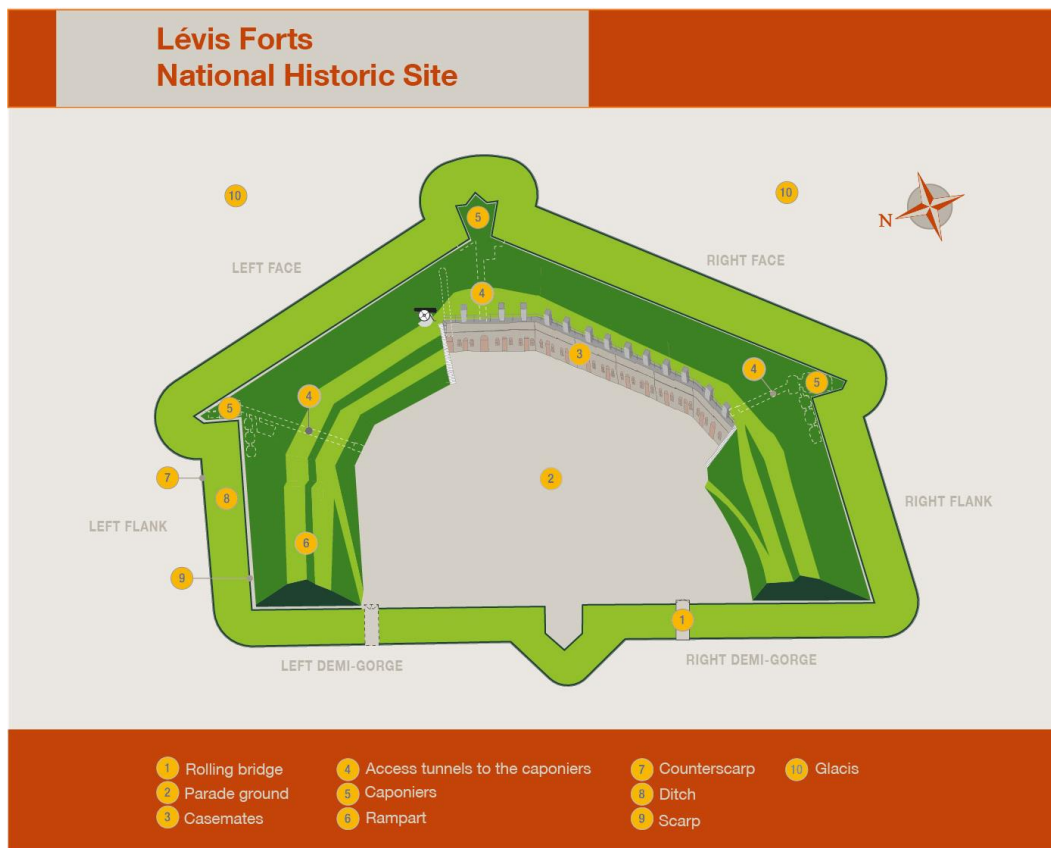 Lévis Forts
National Historic Site
10
10
5
N
LEFT FACE
RIGHT FACE
4
3
4
5
4
5
7
2
8
LEFT FLANK
RIGHT FLANK
6
9
1
LEFT DEMI-GORGE
RIGHT DEMI-GORGE
1 Rolling bridge
2 Parade ground
3 Casemates
4 Access tunnels to the caponiers
5 Caponiers
6 Rampart
7 Counterscarp
8 Ditch
9 Scarp
10 Glacis